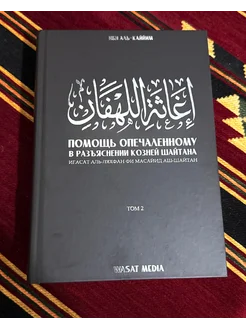 ИБН АЛЬ-КАЙЙИМ
إغاثة اللهفان
ПОМОЩЬ ОПЕЧАЛЕННОМУ
В РАЗЪЯСНЕНИИ КОЗНЕЙ ШАЙТАНА
ИГАСАТ АЛЬ-ЛЯХФАН ФИ МАСАЙИД АШ-ШАЙТАН
ТОМ 2
WASAT MEDIA